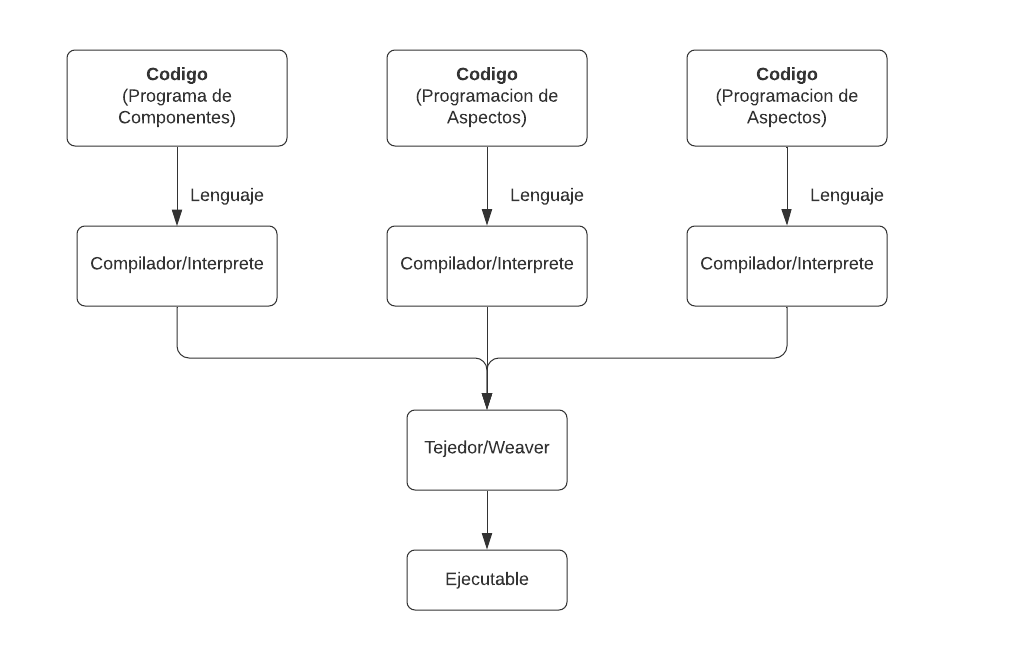 Codigo
(Programa de
Componentes)
Codigo
(Programacion de
Aspectos)
Codigo
(Programacion de
Aspectos)
Lenguaje
Lenguaje
Lenguaje
Compilador/Interprete
Compilador/Interprete
Compilador/Interprete
Tejedor/Weaver
Ejecutable